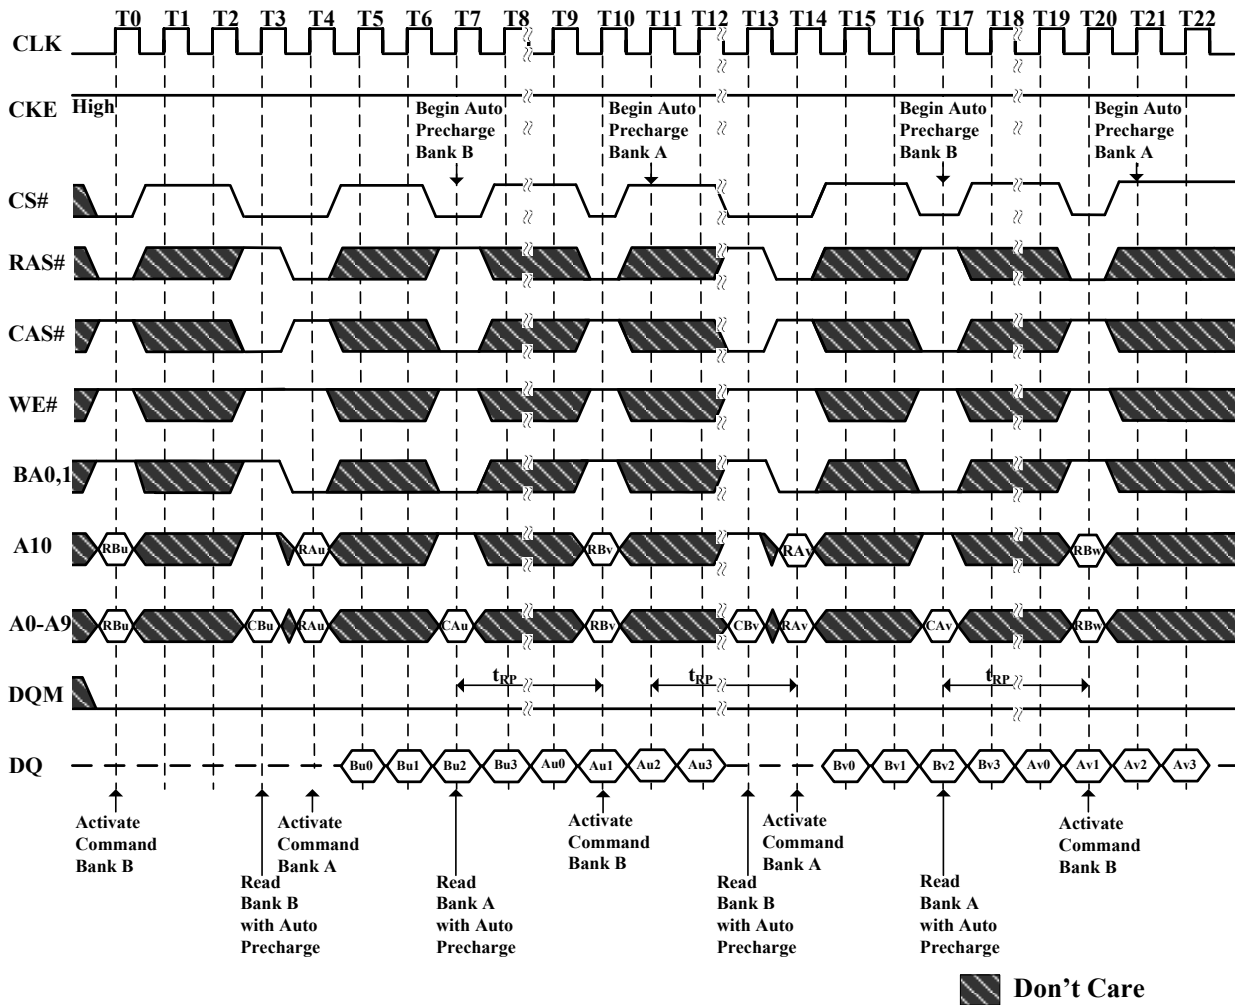 T0 T1 T2 T3 T4 T5 T6 T7 T8 T9 T10 T11 T12 T13 T14 T15 T16 T17 T18 T19 T20 T21 T22
CLK
CKE
High
Begin Auto
Precharge
Bank B
Begin Auto
Precharge
Bank A
Begin Auto
Precharge
Bank B
Begin Auto
Precharge
Bank A
CS#
RAS#
CAS#
WE#
BA0,1
A10
RBu RAu RBv RAv RBw
A0-A9
RBu CBu RAu CAu RBv CBv RAv CAv RBw
tRP tRP tRP
DQM
DQ
Bu0 Bu1 Bu2 Bu3 Au0 Au1 Au2 Au3 Bv0 Bv1 Bv2 Bv3 Av0 Av1 Av2 Av3
Activate
Command
Bank B
Activate
Command
Bank A
Activate
Command
Bank B
Activate
Command
Bank A
Activate
Command
Bank B
Read
Bank B
with Auto
Precharge
Read
Bank A
with Auto
Precharge
Read
Bank B
with Auto
Precharge
Read
Bank A
with Auto
Precharge
Don't Care